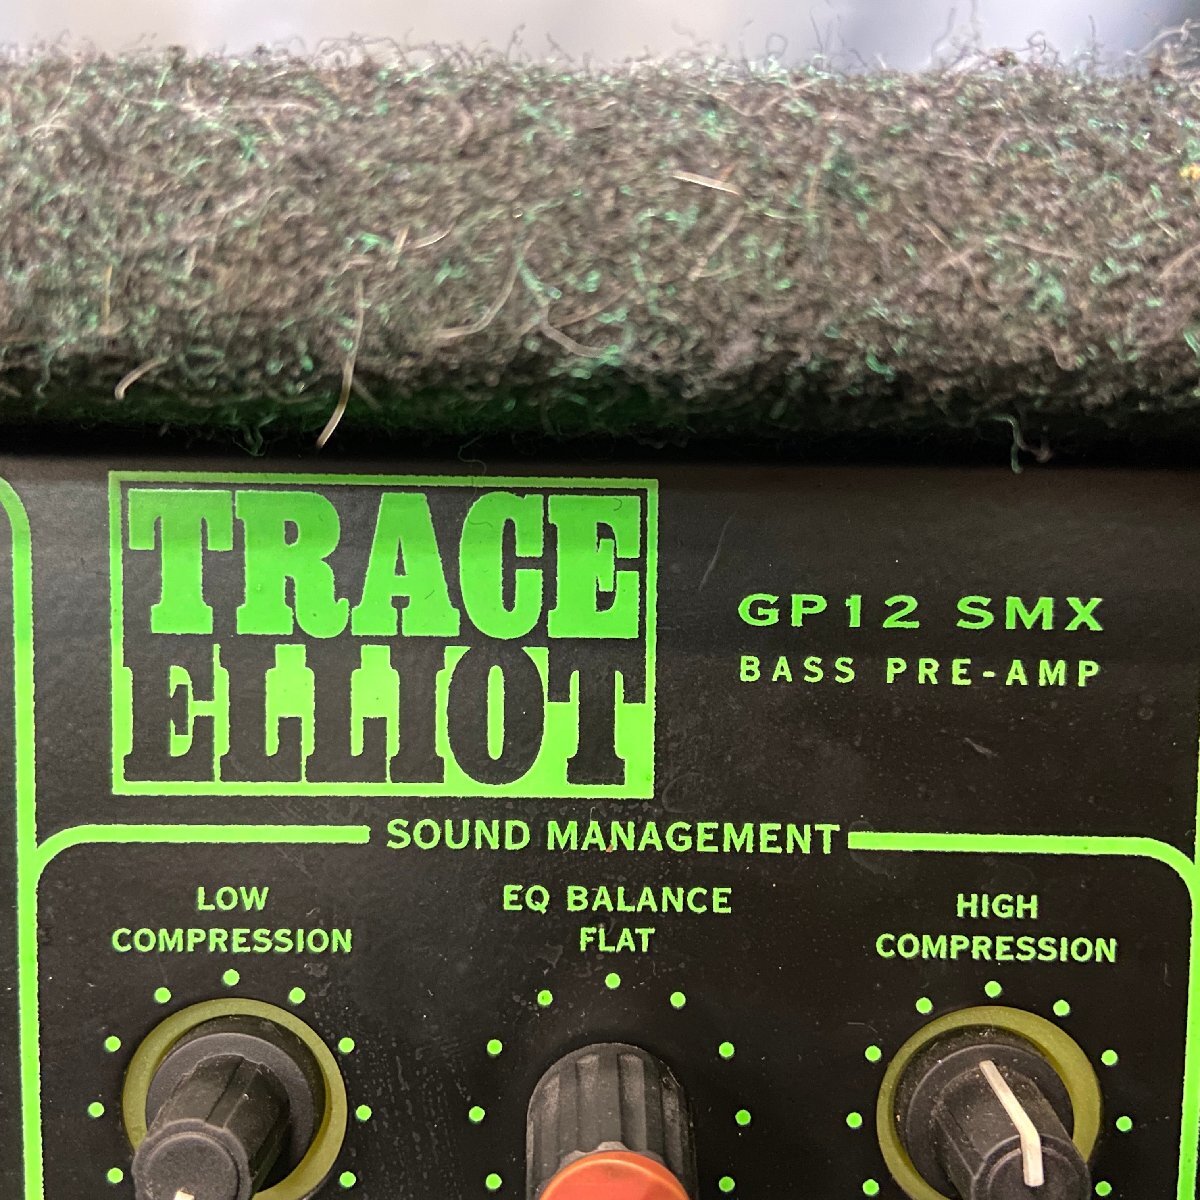 TRACE
ELLIOT
GP12 SMX
BASS PRE-AMP
SOUND MANAGEMENT
LOW
COMPRESSION
EQ BALANCE
FLAT
HIGH
COMPRESSION